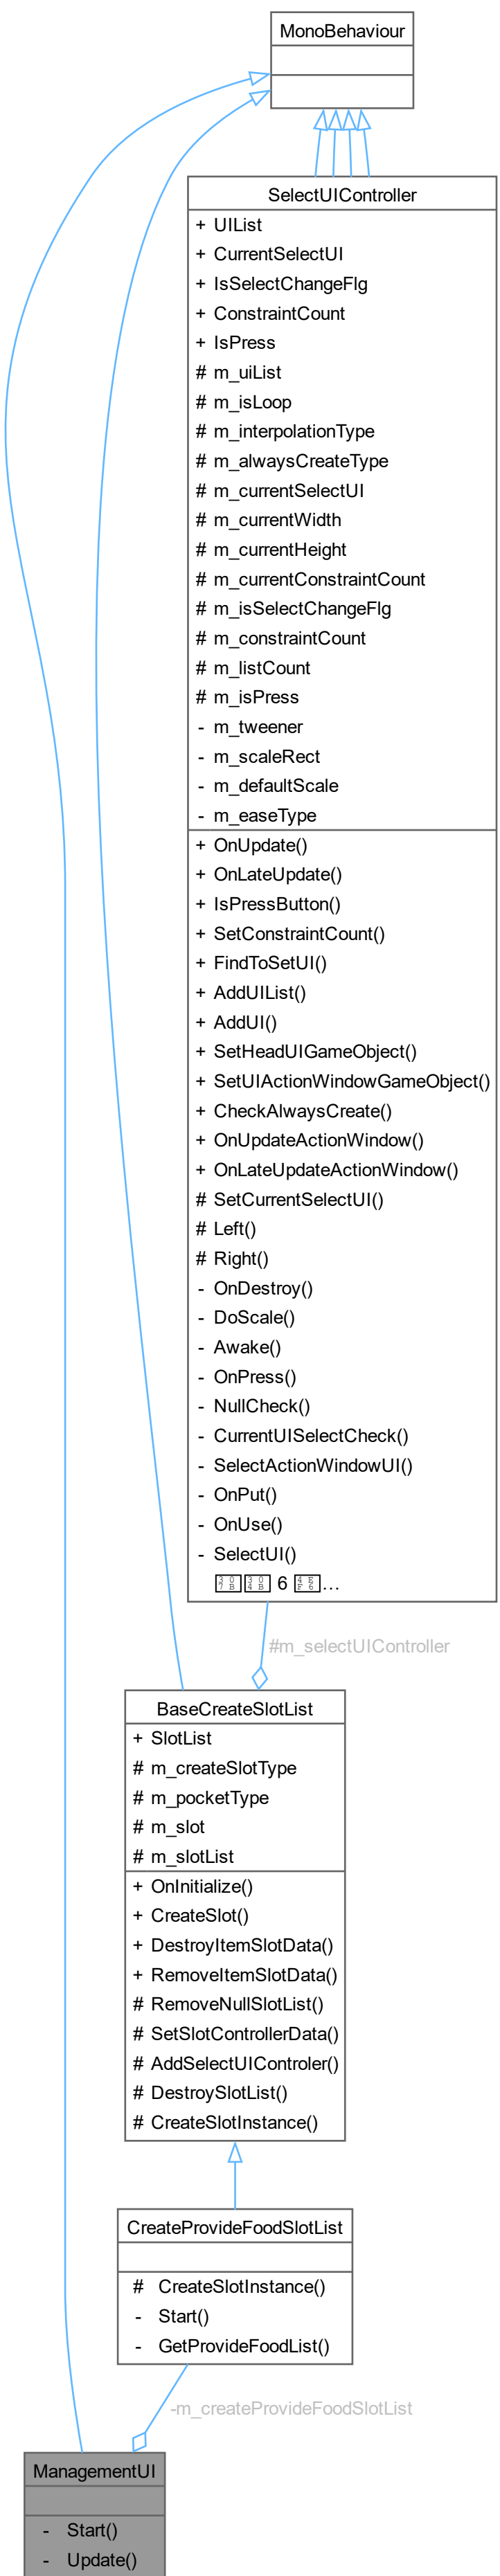 MonoBehaviour
SelectUIController
+ UIList
+ CurrentSelectUI
+ IsSelectChangeFlg
+ ConstraintCount
+ IsPress
# m_uiList
# m_isLoop
# m_interpolationType
# m_alwaysCreateType
# m_currentSelectUI
# m_currentWidth
# m_currentHeight
# m_currentConstraintCount
# m_isSelectChangeFlg
# m_constraintCount
# m_listCount
# m_isPress
- m_tweener
- m_scaleRect
- m_defaultScale
- m_easeType
+ OnUpdate()
+ OnLateUpdate()
+ IsPressButton()
+ SetConstraintCount()
+ FindToSetUI()
+ AddUIList()
+ AddUI()
+ SetHeadUIGameObject()
+ SetUIActionWindowGameObject()
+ CheckAlwaysCreate()
+ OnUpdateActionWindow()
+ OnLateUpdateActionWindow()
# SetCurrentSelectUI()
# Left()
# Right()
- OnDestroy()
- DoScale()
- Awake()
- OnPress()
- NullCheck()
- CurrentUISelectCheck()
- SelectActionWindowUI()
- OnPut()
- OnUse()
- SelectUI()
6 ...
#m_selectUIController
BaseCreateSlotList
+ SlotList
# m_createSlotType
# m_pocketType
# m_slot
# m_slotList
+ OnInitialize()
+ CreateSlot()
+ DestroyItemSlotData()
+ RemoveItemSlotData()
# RemoveNullSlotList()
# SetSlotControllerData()
# AddSelectUIControler()
# DestroySlotList()
# CreateSlotInstance()
CreateProvideFoodSlotList
# CreateSlotInstance()
- Start()
- GetProvideFoodList()
-m_createProvideFoodSlotList
ManagementUI
- Start()
- Update()